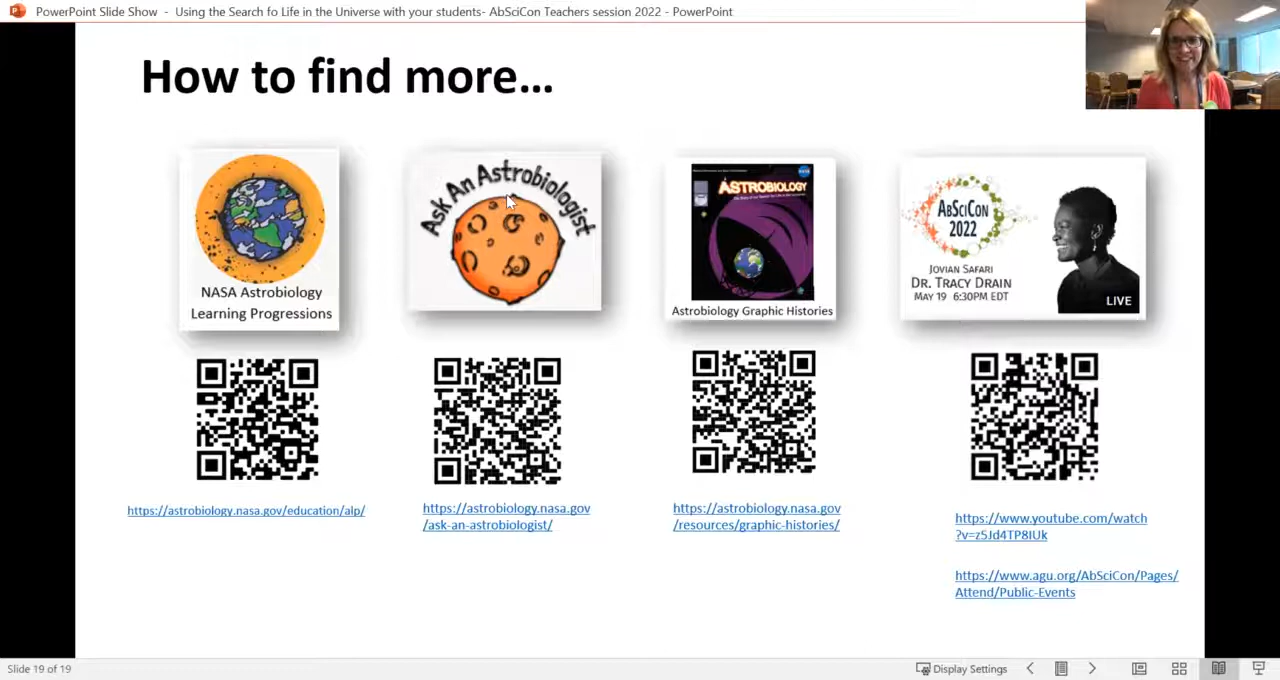 PowerPoint Slide Show - Using the Search fo Life in the Universe with your students- AbSciCon Teachers session 2022 - PowerPoint
How to find more...
NASA Astrobiology
Learning Progressions
https://astrobiology.nasa.gov/education/alp/
Ask An Astrobiologist
https://astrobiology.nasa.gov
/ask-an-astrobiologist/
ASTROBIOLOGY
Astrobiology Graphic Histories
https://astrobiology.nasa.gov
/resources/graphic-histories/
AbSciCon
2022
JOVIAN SAFARI
DR. TRACY DRAIN
MAY 19 6:30PM EDT
LIVE
https://www.youtube.com/watch
?v=z5Jd4TP8IUk
https://www.agu.org/AbSciCon/Pages/
Attend/Public-Events
Slide 19 of 19
Display Settings